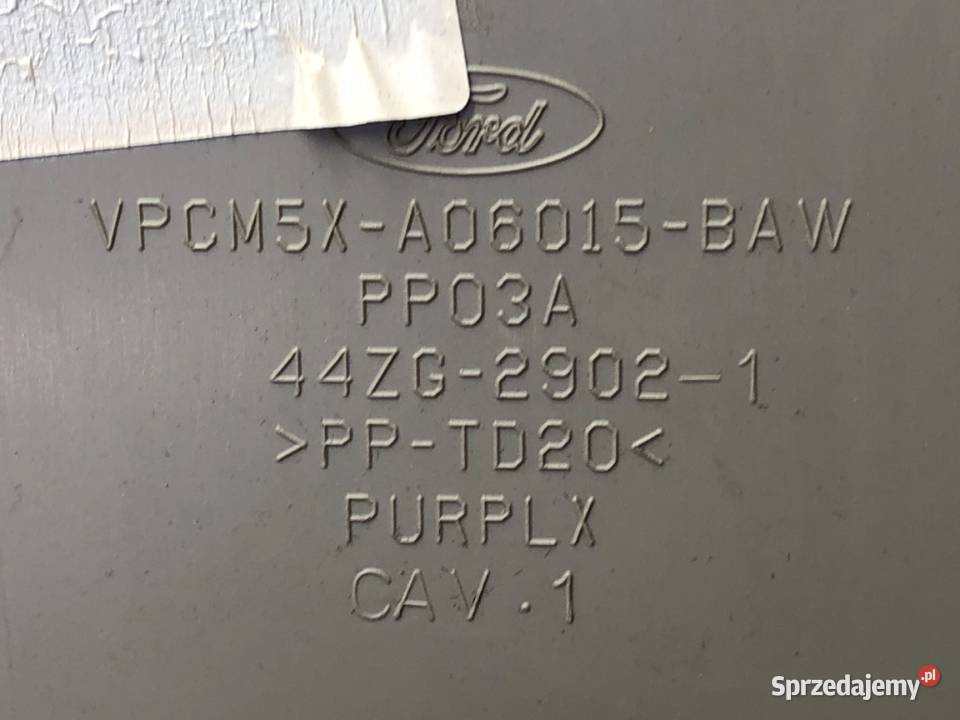 Ford
VPCM5X-A06015-BAW
PP03A
44ZG-2902-1
>PP-TD20<
PURPLX
CAV.1
Sprzedajemy.pl